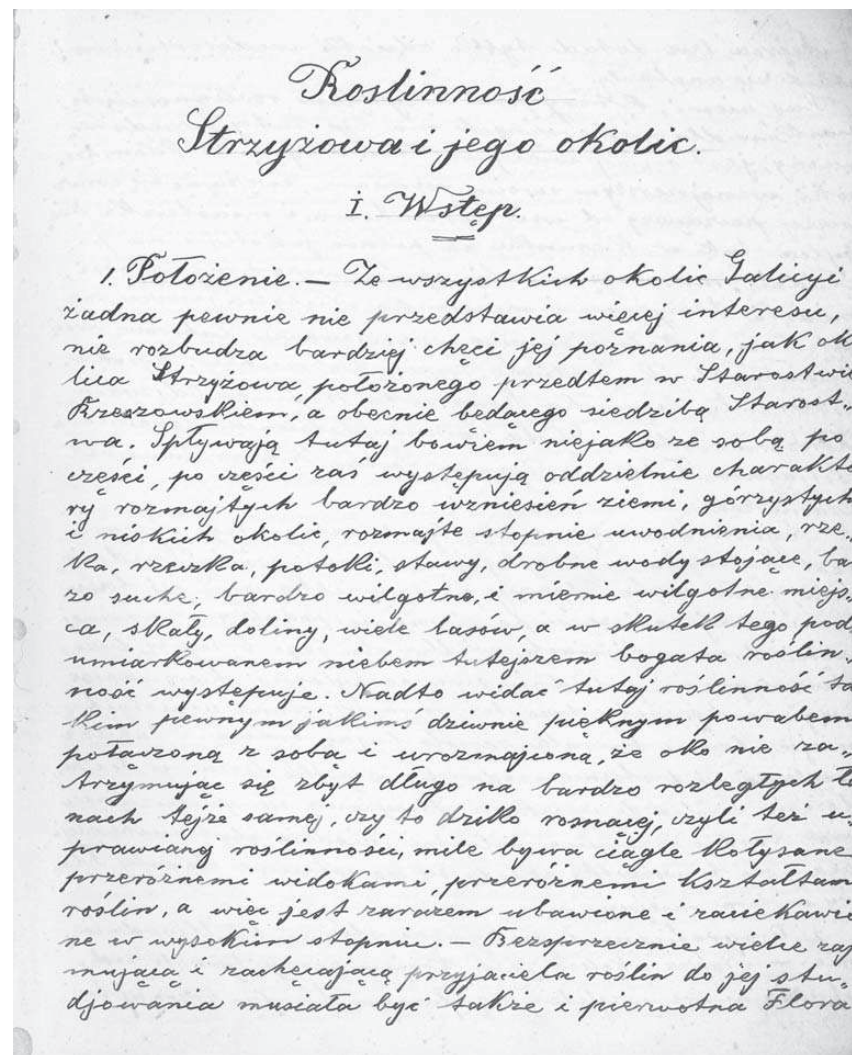 Roslinność
Strzyżowa i jego okolic.
I. Wstęp.
1. Położenie. — Ze wszystkich okolic Galicyi
żadna pewnie nie przedstawia więcej interesu,
nie rozbudza bardziej chęci jej poznania, jak ok
lica Strzyżowa, położonego przedtem w Starostwie
Rzeszowskiem, a obecnie będącego siedzibą Starost„
wa. Spływają tutaj bowiem niejako ze sobą po
części, po części zaś występują oddzielnie charakte
ry rozmajtych bardzo wzniesień ziemi, górzystych
i niskich okolic, rozmajte stopnie uwodnienia, rze„
ka, rzeczka, potoki, stawy, drobne wody stojące, ba
zo suche, bardzo wilgotne, i miernie wilgotne miejs„
ca, skały, doliny, wiele lasów, a w skutek tego pod
umiarkowanem niebem tutejszem bogata roślin„
ność występuje. Nadto widać tutaj roślinność ta
kim pewnym jakimś dziwnie pięknym powabem
połączoną z sobą i urozmajconą, że oko nie za„
trzymując się zbyt długo na bardzo rozległych ła
nach tejże samej, czy to dziko rosnącej, czyli też u„
prawianej roślinności, mile bywa ciągle kołysane
przeróżnemi widokami, przeróżnemi kształtam
roślin, a więc jest zarazem ubawione i zaciekawio
ne w wysokim stopniu. — Bezsprzecznie wielce zaj
mującą i zachęcającą przyjaciela roślin do jej stu„
djowania musiała być także i pierwotna Flora